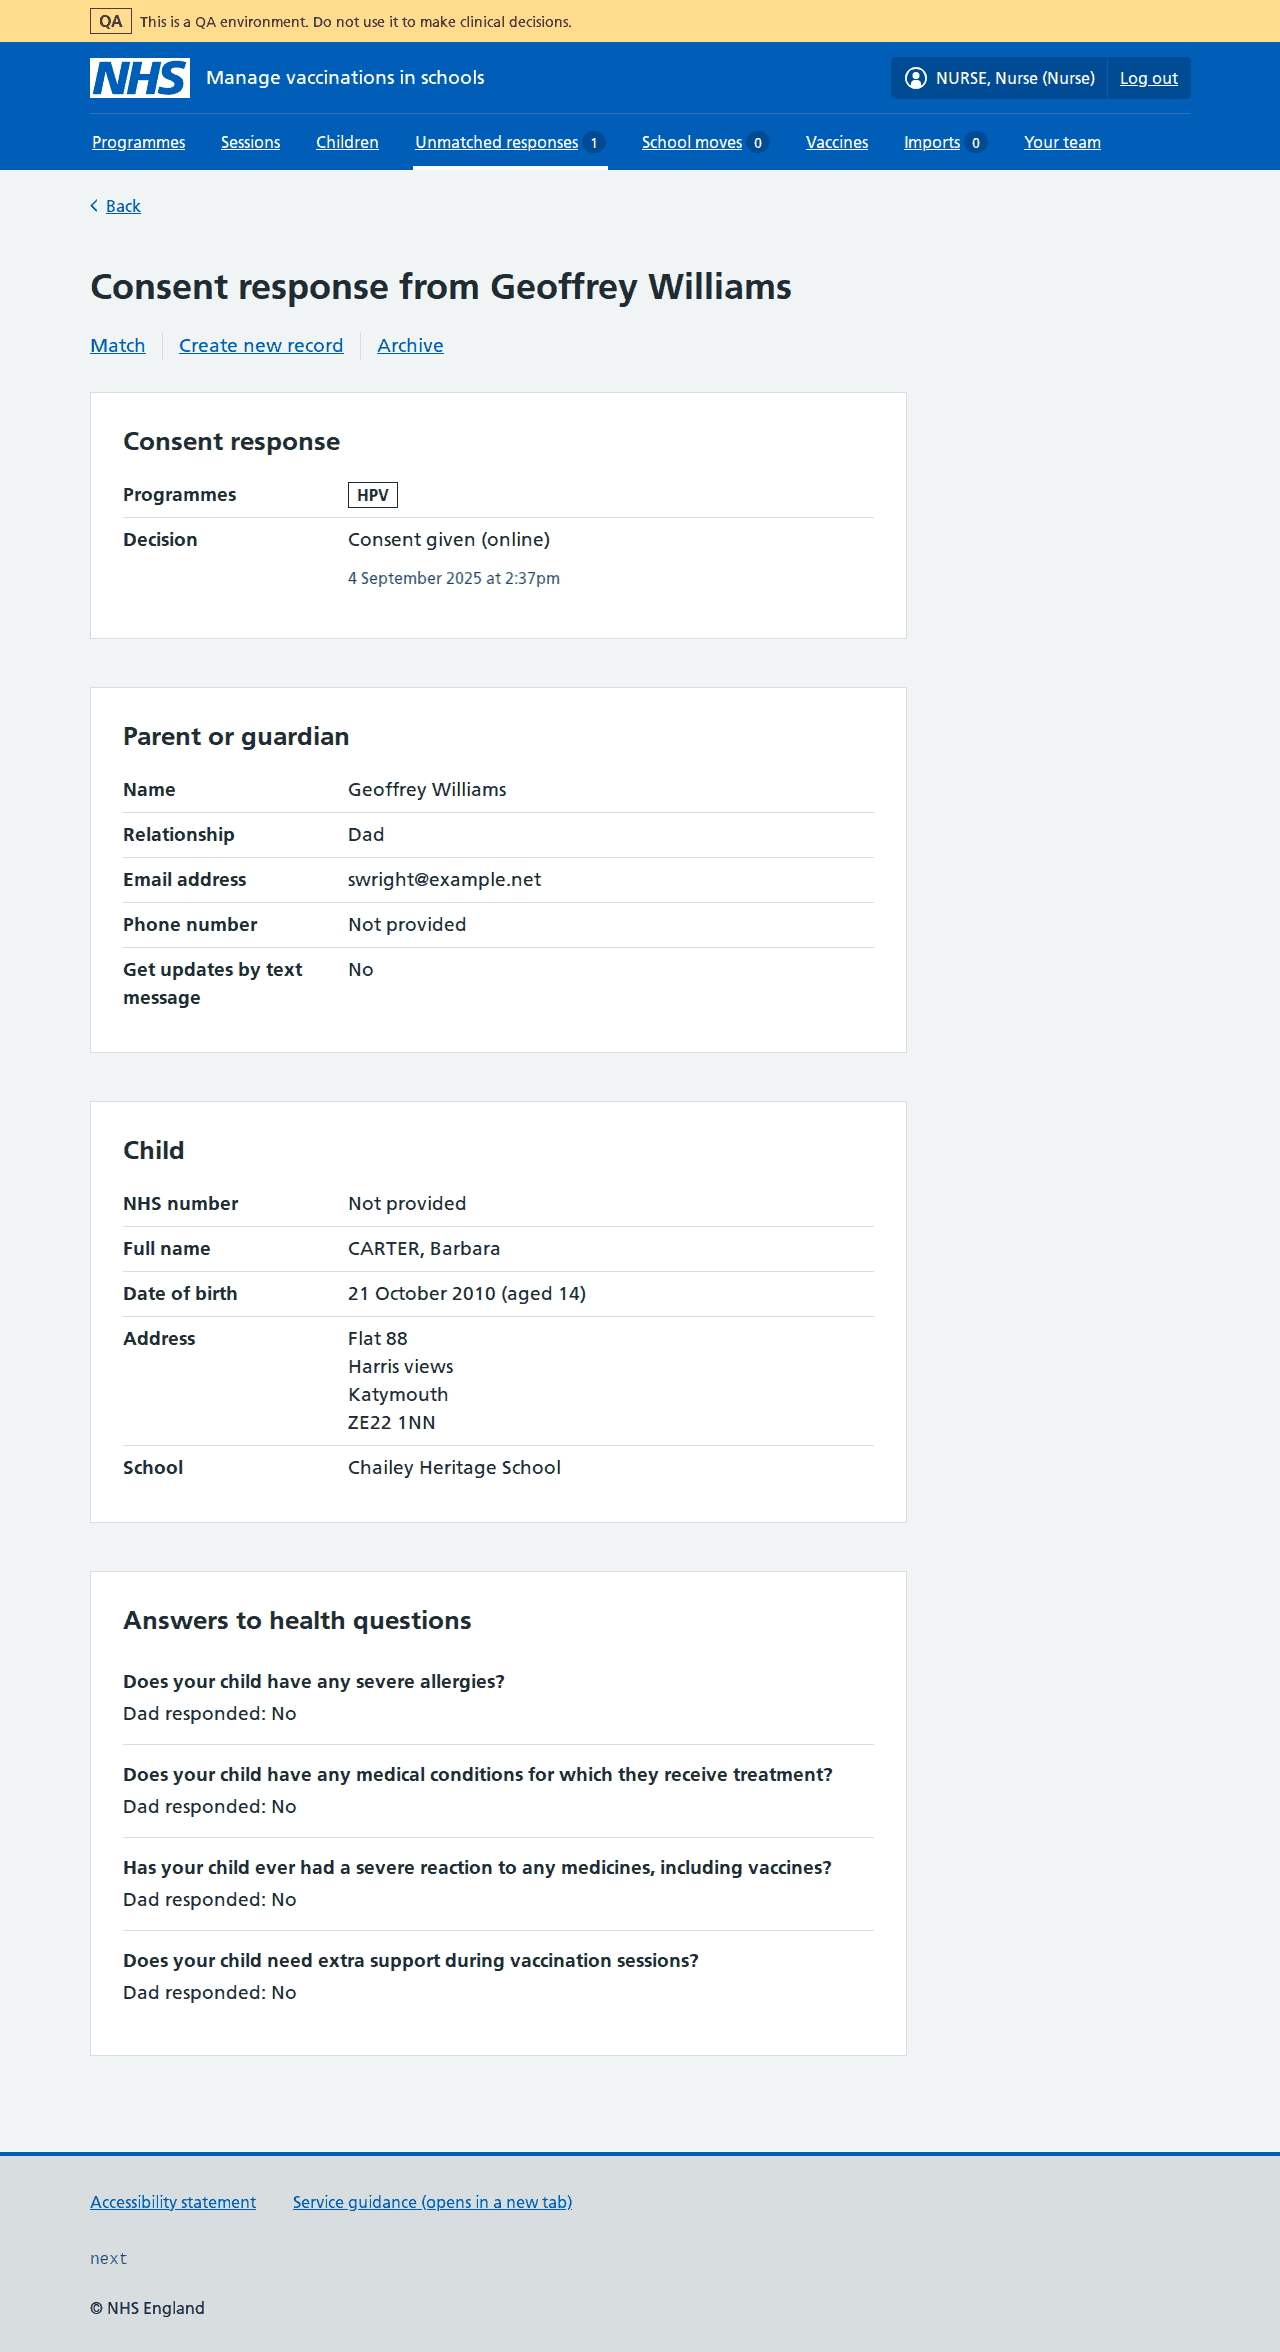 QA This is a QA environment. Do not use it to make clinical decisions.
NHS Manage vaccinations in schools NURSE, Nurse (Nurse) Log out
Programmes Sessions Children Unmatched responses 1 School moves 0 Vaccines Imports 0 Your team
Back
Consent response from Geoffrey Williams
Match Create new record Archive
Consent response
Programmes HPV
Decision Consent given (online)
4 September 2025 at 2:37pm
Parent or guardian
Name Geoffrey Williams
Relationship Dad
Email address swright@example.net
Phone number Not provided
Get updates by text No
message
Child
NHS number Not provided
Full name CARTER, Barbara
Date of birth 21 October 2010 (aged 14)
Address Flat 88
Harris views
Katymouth
ZE22 1NN
School Chailey Heritage School
Answers to health questions
Does your child have any severe allergies?
Dad responded: No
Does your child have any medical conditions for which they receive treatment?
Dad responded: No
Has your child ever had a severe reaction to any medicines, including vaccines?
Dad responded: No
Does your child need extra support during vaccination sessions?
Dad responded: No
Accessibility statement Service guidance (opens in a new tab)
next
© NHS England